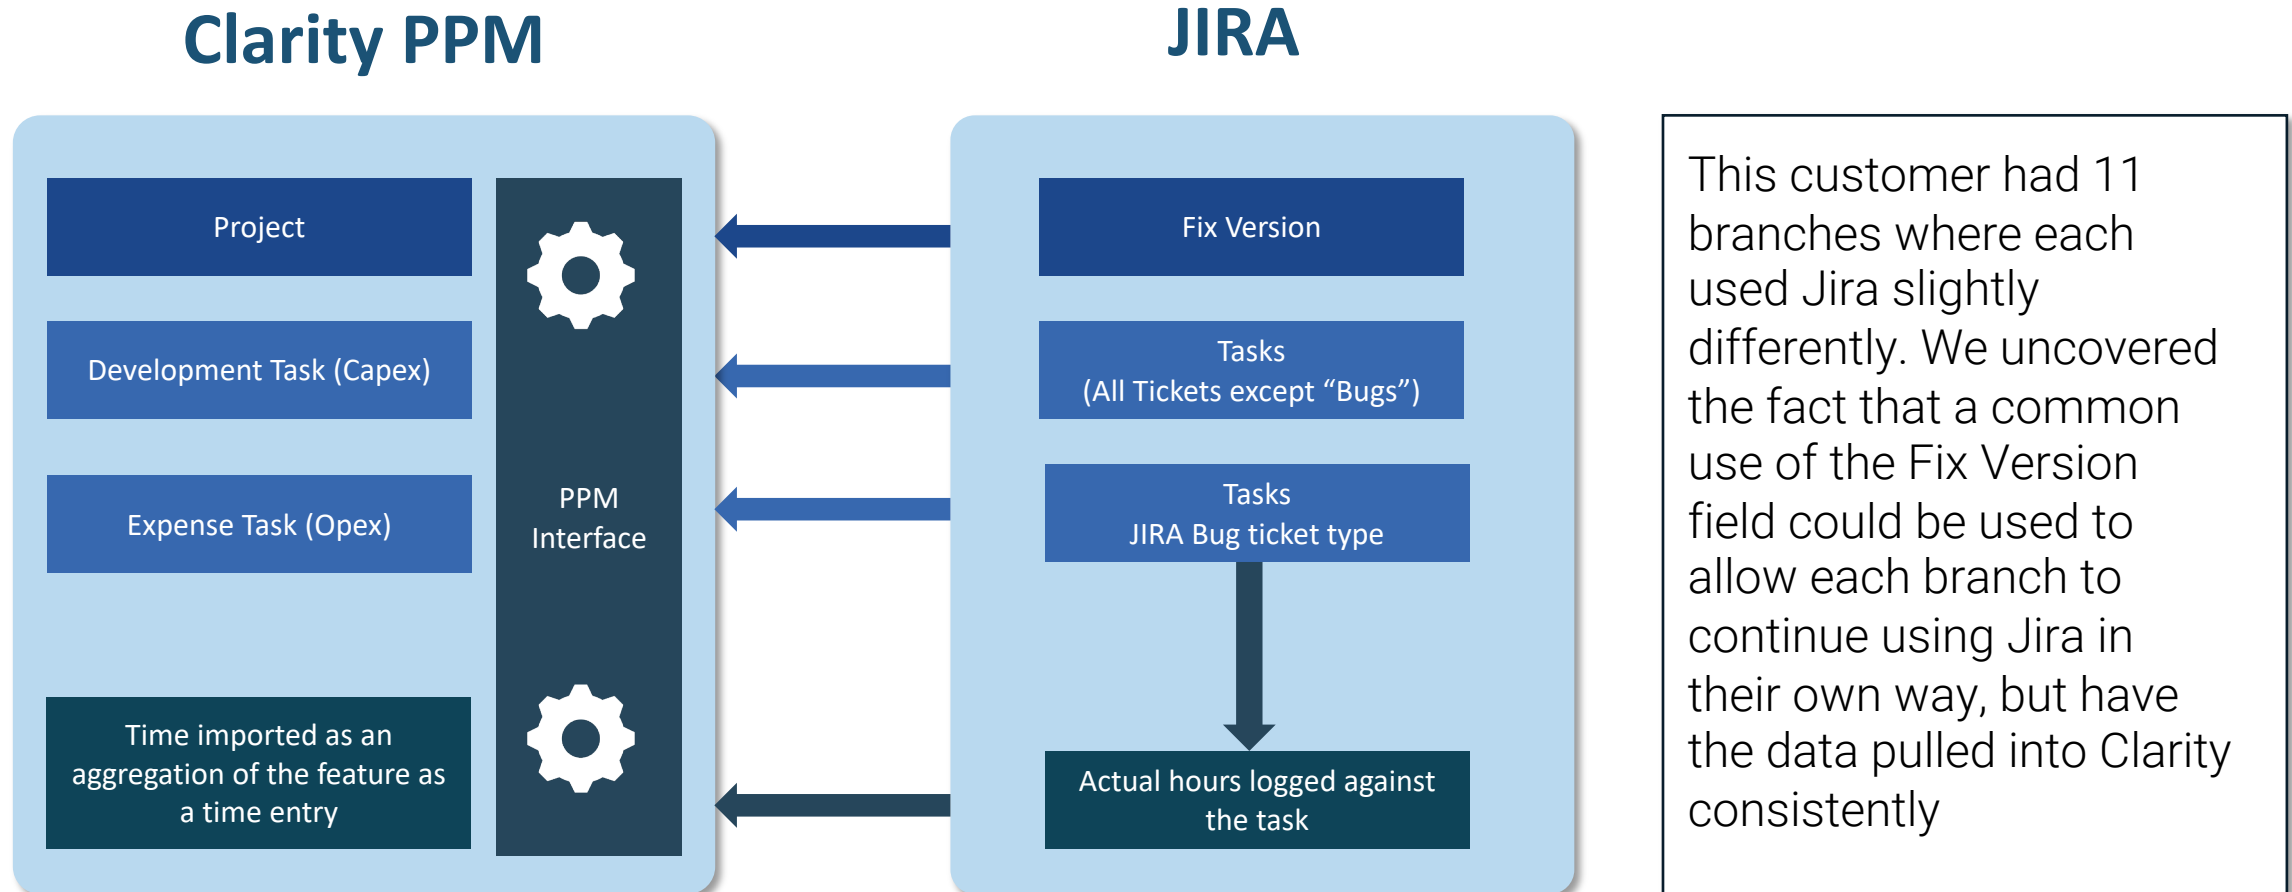 Clarity PPM
JIRA
Project
Development Task (Capex)
Expense Task (Opex)
Time imported as an
aggregation of the feature as
a time entry
PPM
Interface
Fix Version
Tasks
(All Tickets except “Bugs”)
Tasks
JIRA Bug ticket type
Actual hours logged against
the task
This customer had 11
branches where each
used Jira slightly
differently. We uncovered
the fact that a common
use of the Fix Version
field could be used to
allow each branch to
continue using Jira in
their own way, but have
the data pulled into Clarity
consistently